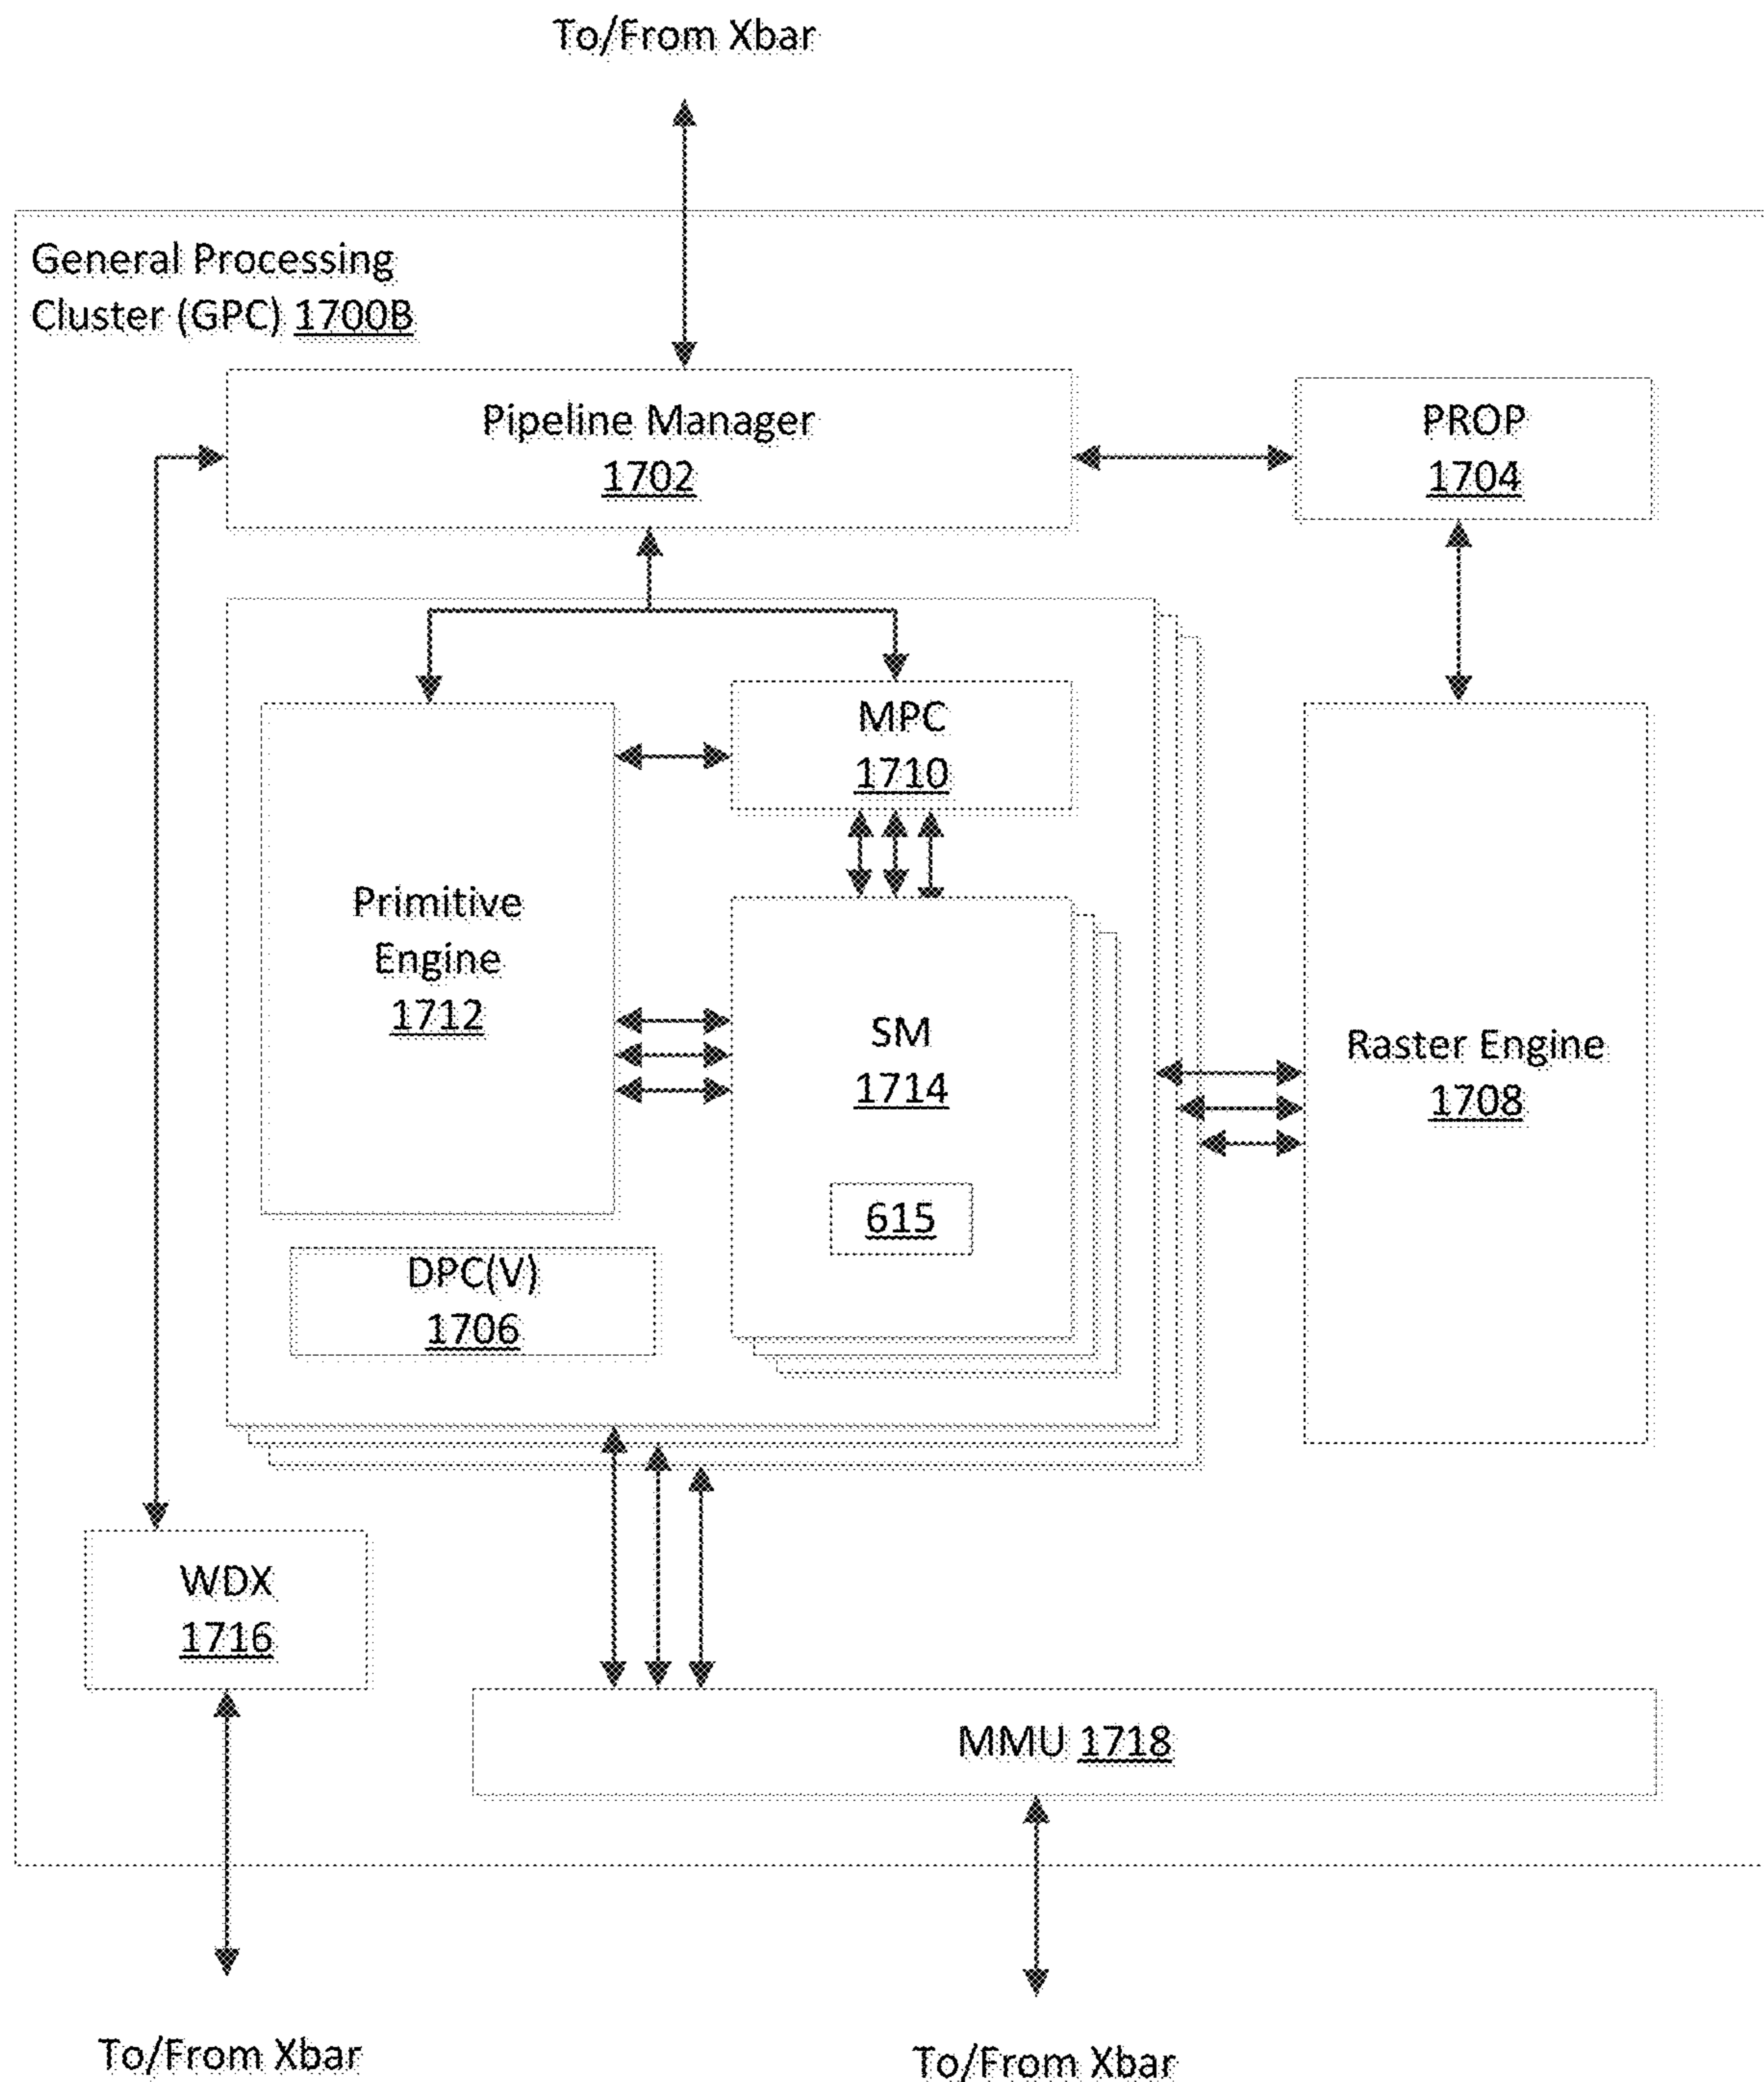 To/From Xbar
General Processing
Cluster (GPC) 1700B
Pipeline Manager
1702
PROP
1704
MPC
1710
Primitive
Engine
1712
SM
1714
615
DPC(V)
1706
Raster Engine
1708
WDX
1716
MMU 1718
To/From Xbar
To/From Xbar